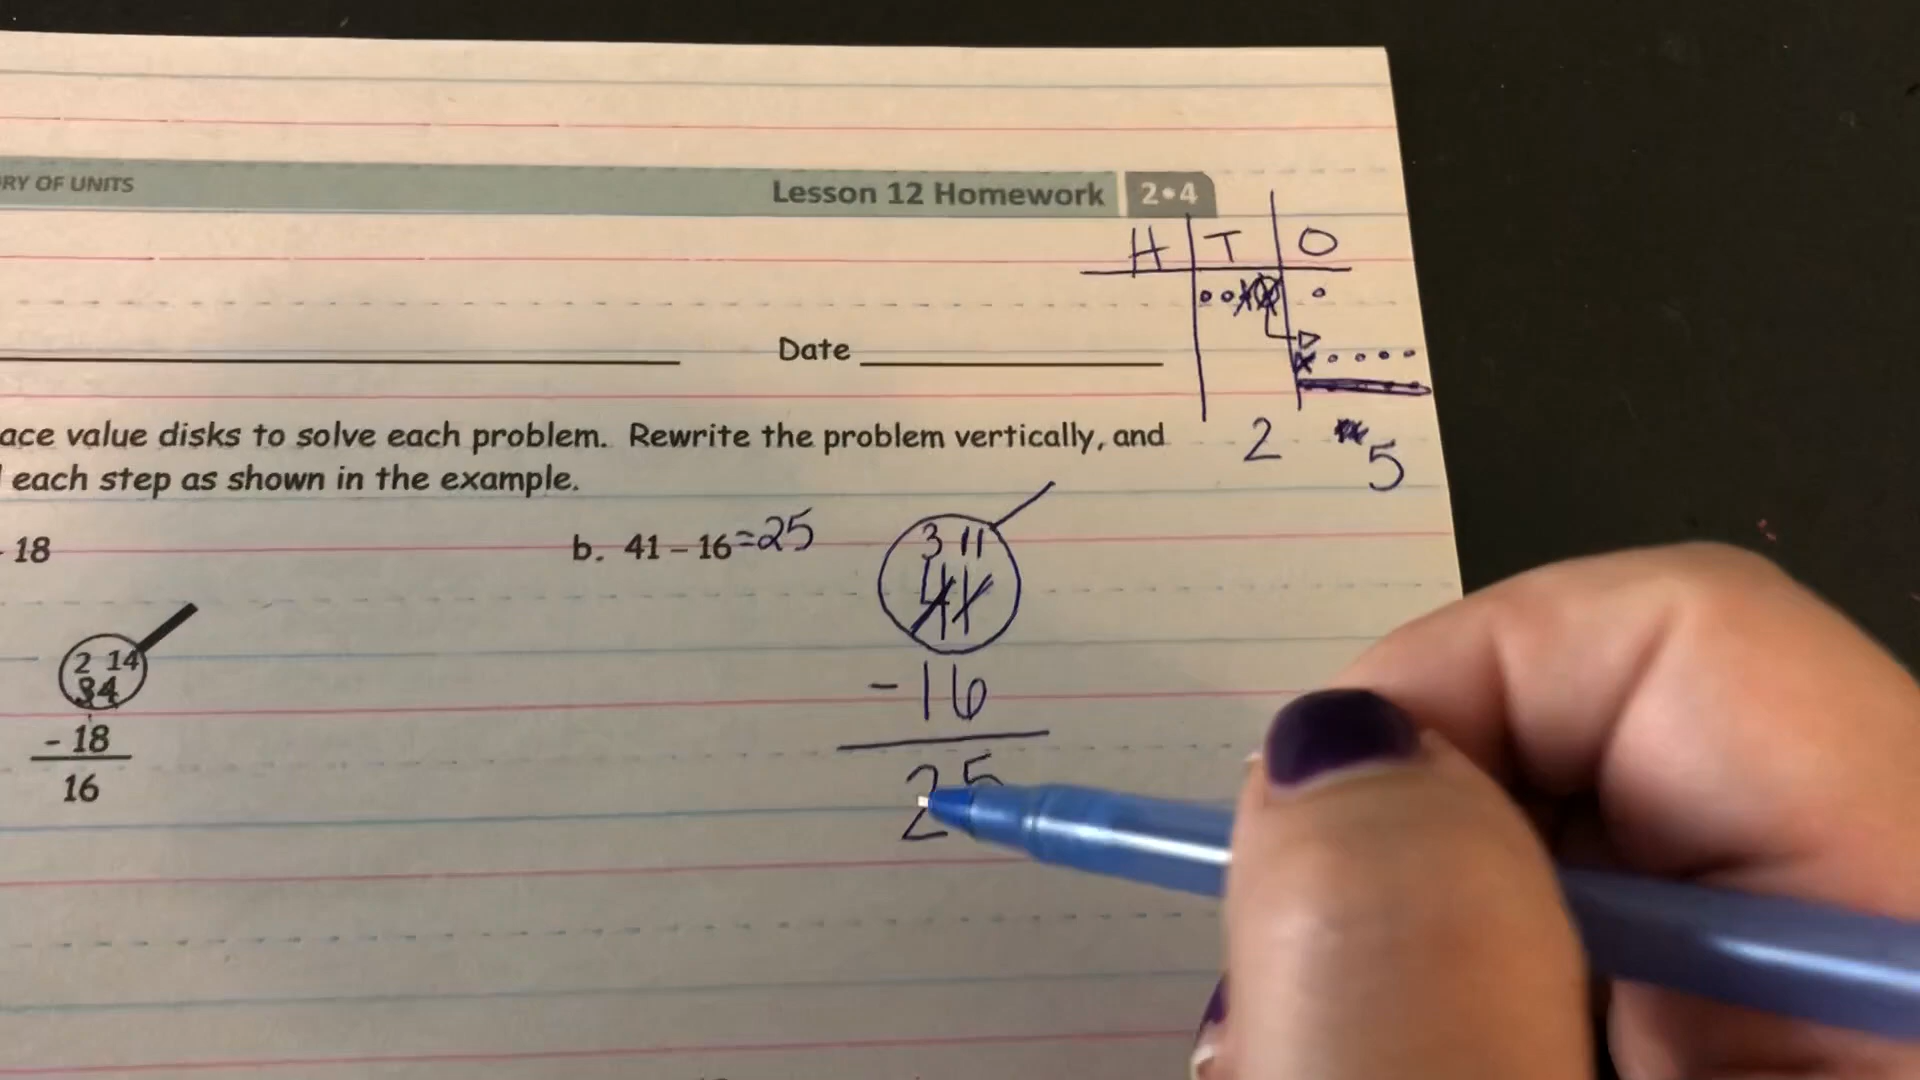 RY OF UNITS
Lesson 12 Homework 2•4
H T O
Date
2 5
ace value disks to solve each problem. Rewrite the problem vertically, and
each step as shown in the example.
- 18
b. 41 – 16 = 25
3 11
41
- 16
25
2 14
34
- 18
16